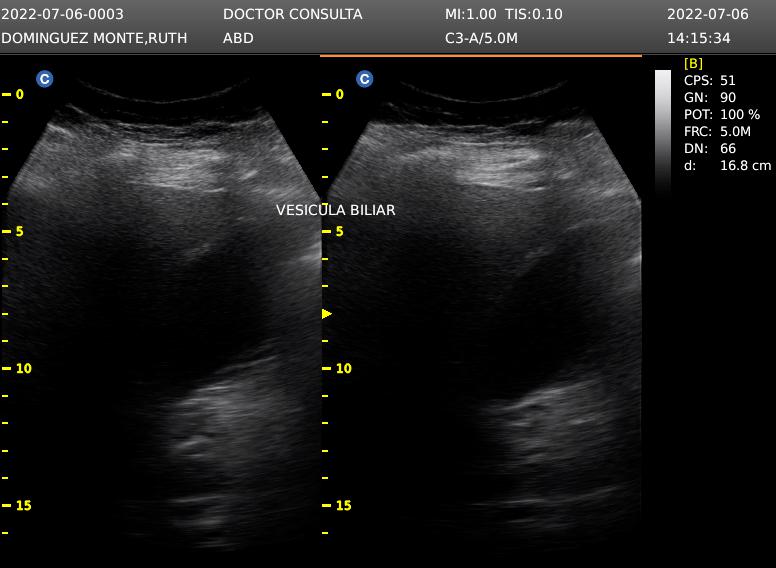 2022-07-06-0003 DOCTOR CONSULTA MI:1.00 TIS:0.10 2022-07-06
DOMINGUEZ MONTE,RUTH ABD C3-A/5.0M 14:15:34
[B]
CPS: 51
GN: 90
POT: 100 %
FRC: 5.0M
DN: 66
d: 16.8 cm
C C
0 0
VESICULA BILIAR
5 5
10 10
15 15